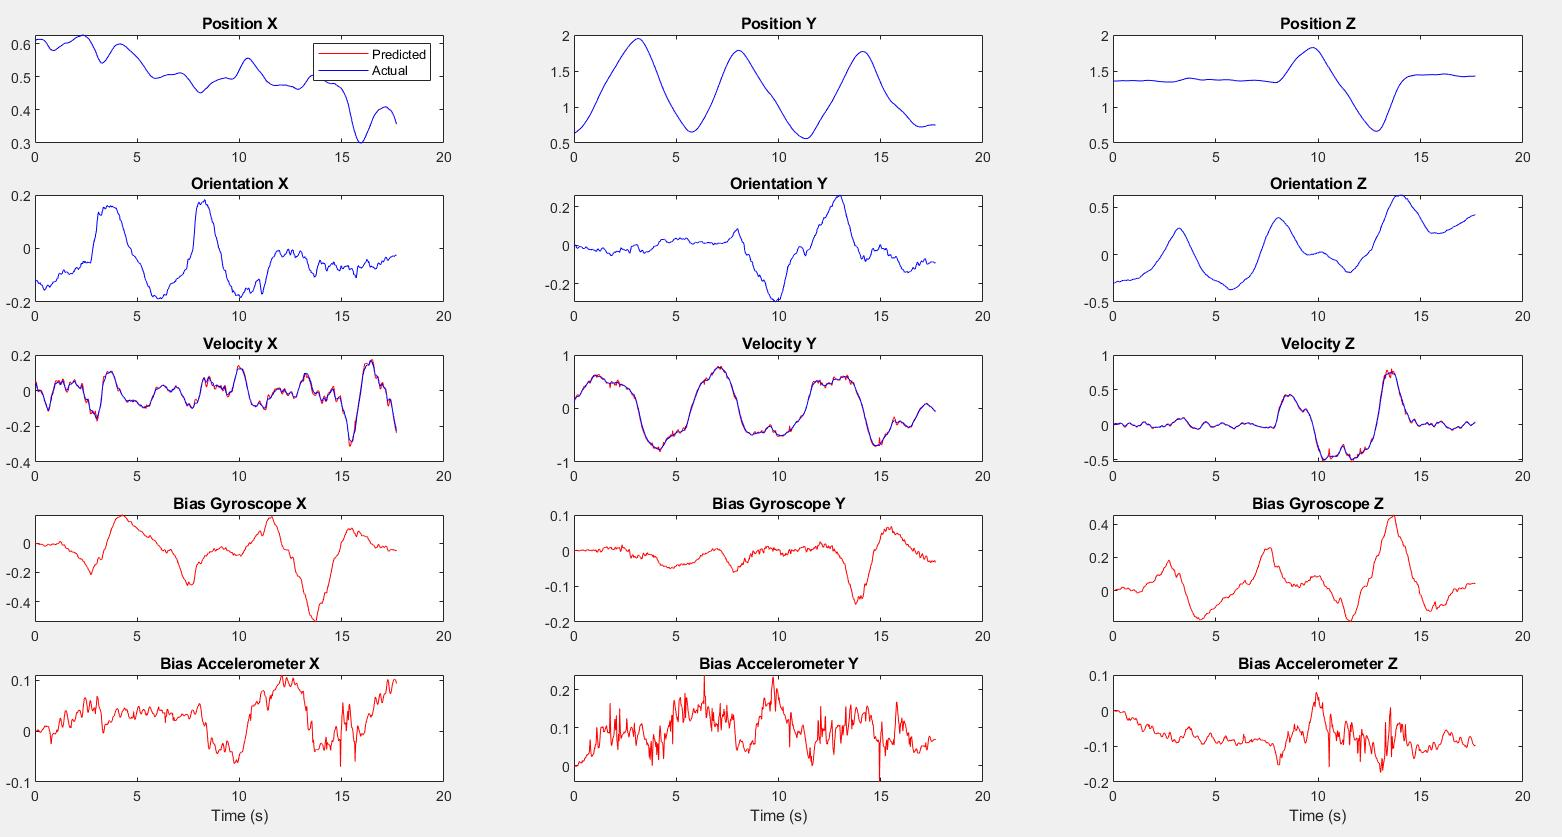 Position X
Position Y
Position Z
0.6
0.5
0.4
0.3
Predicted
Actual
2
1.5
1
0.5
2
1.5
1
0.5
0 5 10 15 20
0 5 10 15 20
0 5 10 15 20
Orientation X
Orientation Y
Orientation Z
0.2
0
-0.2
0.2
0
-0.2
0.5
0
-0.5
0 5 10 15 20
0 5 10 15 20
0 5 10 15 20
Velocity X
Velocity Y
Velocity Z
0.2
0
-0.2
-0.4
1
0
-1
1
0.5
0
-0.5
0 5 10 15 20
0 5 10 15 20
0 5 10 15 20
Bias Gyroscope X
Bias Gyroscope Y
Bias Gyroscope Z
0
-0.2
-0.4
0.1
0
-0.1
-0.2
0.4
0.2
0
0 5 10 15 20
0 5 10 15 20
0 5 10 15 20
Bias Accelerometer X
Bias Accelerometer Y
Bias Accelerometer Z
0.1
0
-0.1
0.2
0.1
0
0.1
0
-0.1
-0.2
0 5 10 15 20
0 5 10 15 20
0 5 10 15 20
Time (s)
Time (s)
Time (s)